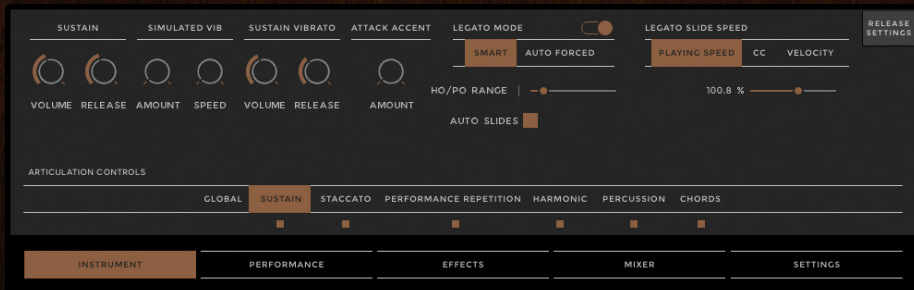 SUSTAIN SIMULATED VIB SUSTAIN VIBRATO ATTACK ACCENT LEGATO MODE LEGATO SLIDE SPEED RELEASE
SETTINGS
SMART AUTO FORCED PLAYING SPEED CC VELOCITY
HO/PO RANGE 100.8 %
VOLUME RELEASE AMOUNT SPEED VOLUME RELEASE AMOUNT
AUTO SLIDES
ARTICULATION CONTROLS
GLOBAL SUSTAIN STACCATO PERFORMANCE REPETITION HARMONIC PERCUSSION CHORDS
INSTRUMENT PERFORMANCE EFFECTS MIXER SETTINGS